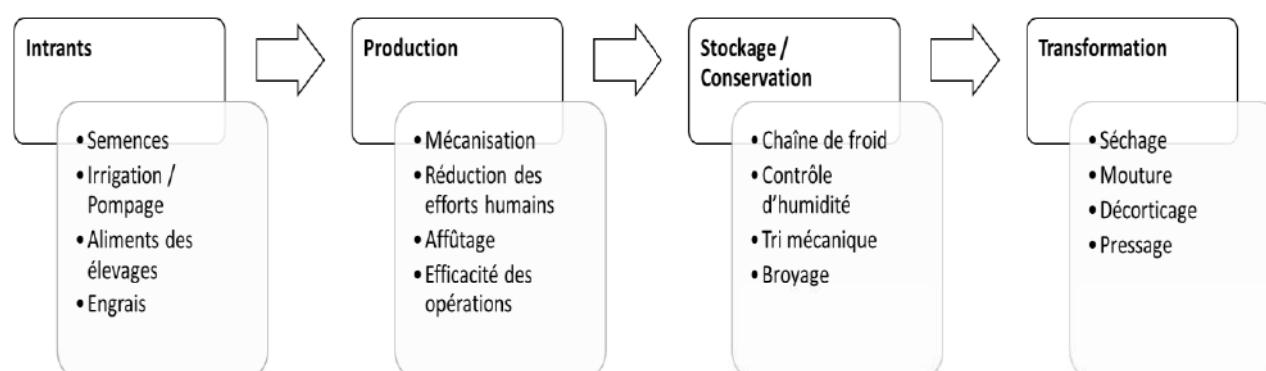 Intrants
• Semences
• Irrigation /
Pompage
• Aliments des
élevages
• Engrais
Production
• Mécanisation
• Réduction des
efforts humains
• Affûtage
• Efficacité des
opérations
Stockage /
Conservation
• Chaîne de froid
• Contrôle
d'humidité
• Tri mécanique
• Broyage
Transformation
• Séchage
• Mouture
• Décorticage
• Pressage